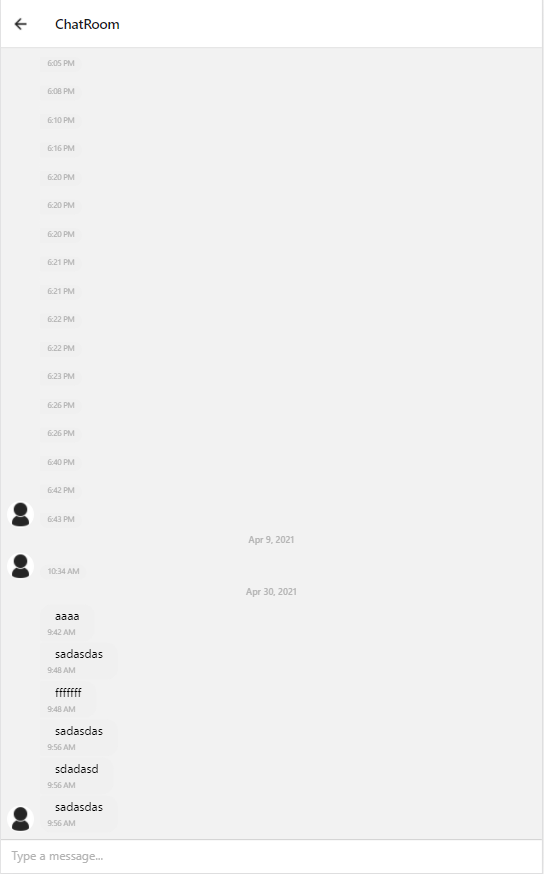 ChatRoom
6:05 PM
6:08 PM
6:10 PM
6:16 PM
6:20 PM
6:20 PM
6:20 PM
6:21 PM
6:21 PM
6:22 PM
6:22 PM
6:23 PM
6:26 PM
6:26 PM
6:40 PM
6:42 PM
6:43 PM
Apr 9, 2021
10:34 AM
Apr 30, 2021
aaaa
9:42 AM
sadasdas
9:48 AM
fffffff
9:48 AM
sadasdas
9:56 AM
sdadasd
9:56 AM
sadasdas
9:56 AM
Type a message...